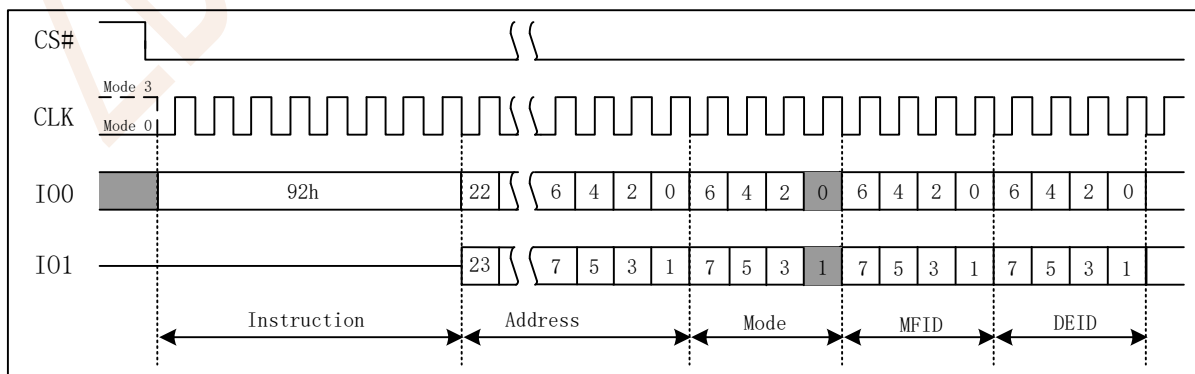 CS#
Mode 3
CLK
Mode 0
IO0 92h 22 6 4 2 0 6 4 2 0 6 4 2 0 6 4 2 0
IO1 23 7 5 3 1 7 5 3 1 7 5 3 1 7 5 3 1
Instruction Address Mode MFID DEID